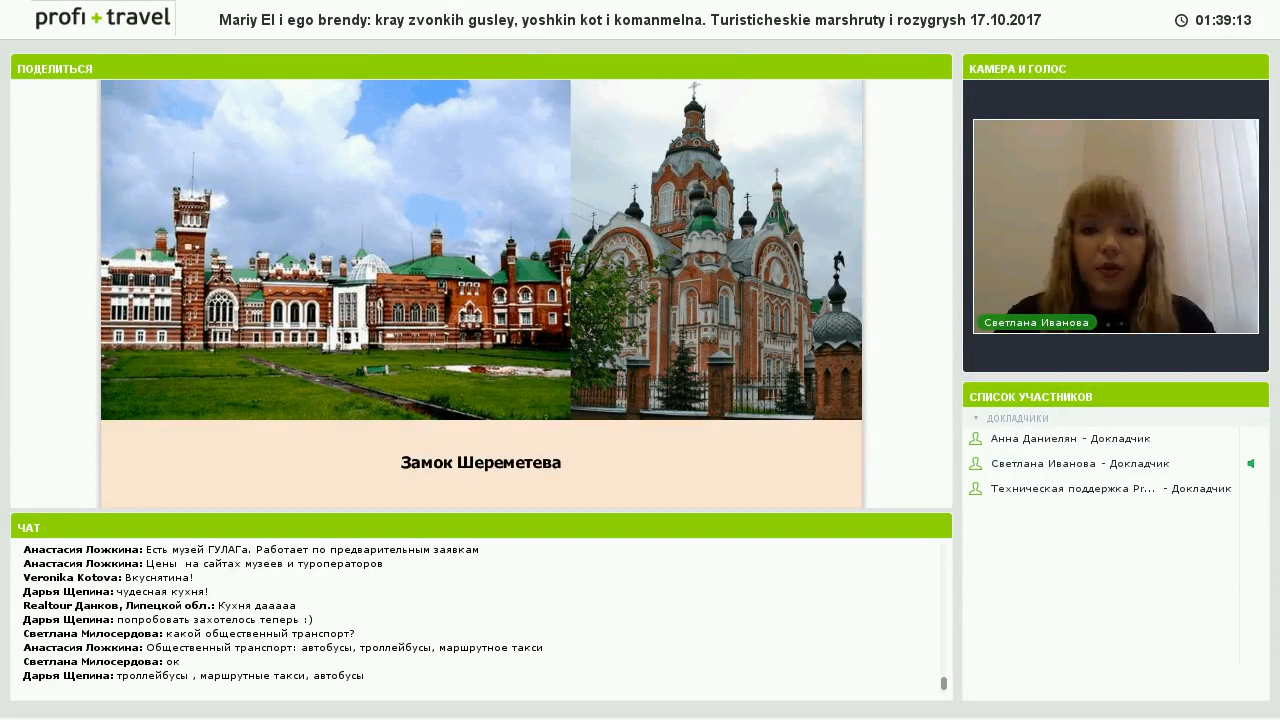 profi + travel
Mariy El i ego brendy: kray zvonkih gusley, yoshkin kot i komanmelna. Turisticheskie marshruty i rozygrysh 17.10.2017
01:39:13
ПОДЕЛИТЬСЯ
Замок Шереметева
КАМЕРА И ГОЛОС
Светлана Иванова
СПИСОК УЧАСТНИКОВ
ДОКЛАДЧИКИ
Анна Даниелян - Докладчик
Светлана Иванова - Докладчик
Техническая поддержка Pr... - Докладчик
ЧАТ
Анастасия Ложкина: Есть музей ГУЛАГа. Работает по предварительным заявкам
Анастасия Ложкина: Цены на сайтах музеев и туроператоров
Veronika Kotova: Вкуснятина!
Дарья Щепина: чудесная кухня!
Realtour Данков, Липецкой обл.: Кухня дааааа
Дарья Щепина: попробовать захотелось теперь :)
Светлана Милосердова: какой общественный транспорт?
Анастасия Ложкина: Общественный транспорт: автобусы, троллейбусы, маршрутное такси
Светлана Милосердова: ок
Дарья Щепина: троллейбусы , маршрутные такси, автобусы